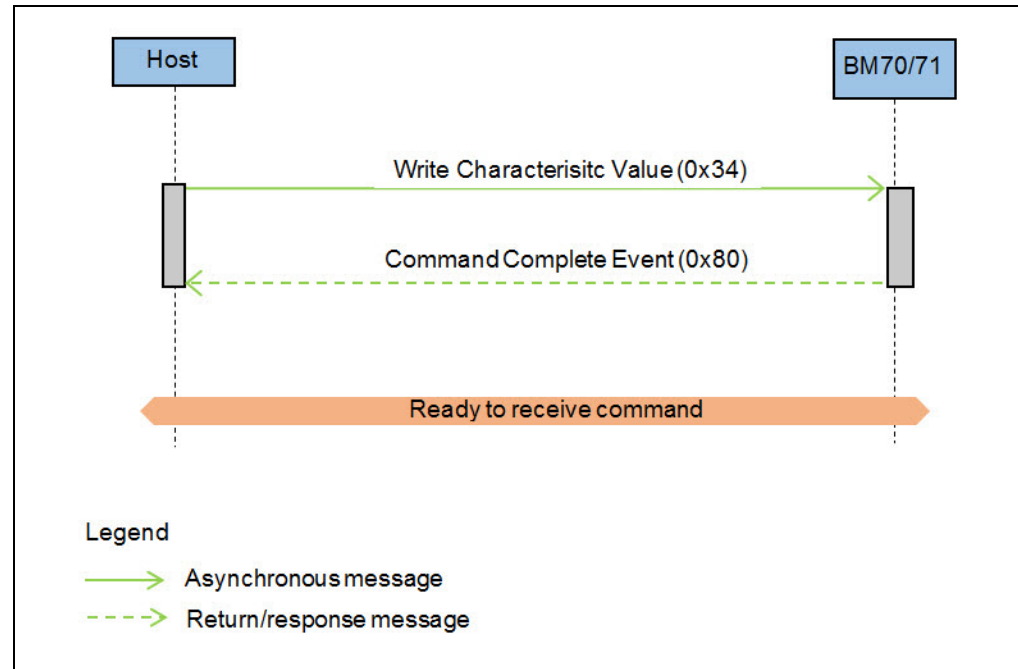 Host
BM70/71
Write Characterisitc Value (0x34)
Command Complete Event (0x80)
Ready to receive command
Legend
Asynchronous message
Return/response message